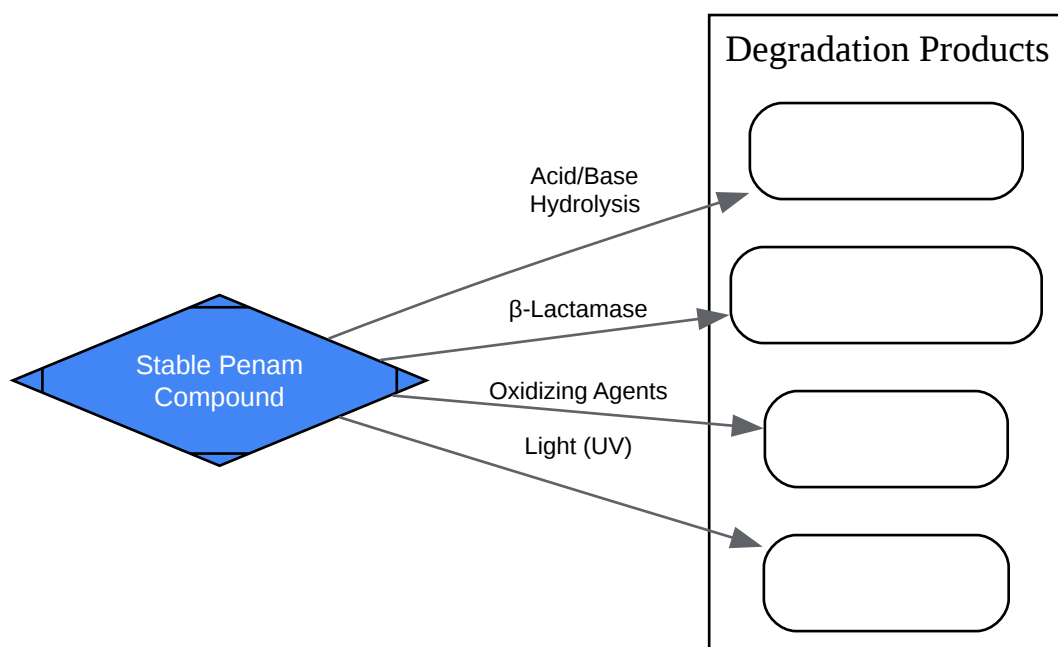 Degradation Products
Acid/Base
Hydrolysis
β-Lactamase
Stable Penam
Compound
Oxidizing Agents
Light (UV)